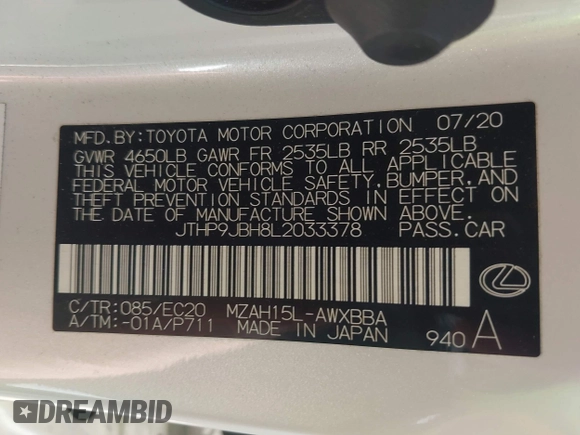 MFD. BY: TOYOTA MOTOR CORPORATION 07/20
GVWR 4650LB GAWR FR 2535LB RR 2535LB
THIS VEHICLE CONFORMS TO ALL APPLICABLE
FEDERAL MOTOR VEHICLE SAFETY, BUMPER, AND
THEFT PREVENTION STANDARDS IN EFFECT ON
THE DATE OF MANUFACTURE SHOWN ABOVE.
JTHP9JBH8L2033378 PASS.CAR
C/TR:085/EC20 MZAH15L-AWXBBA
A/TM:-01A/P711 MADE IN JAPAN 940 A
DREAMBID